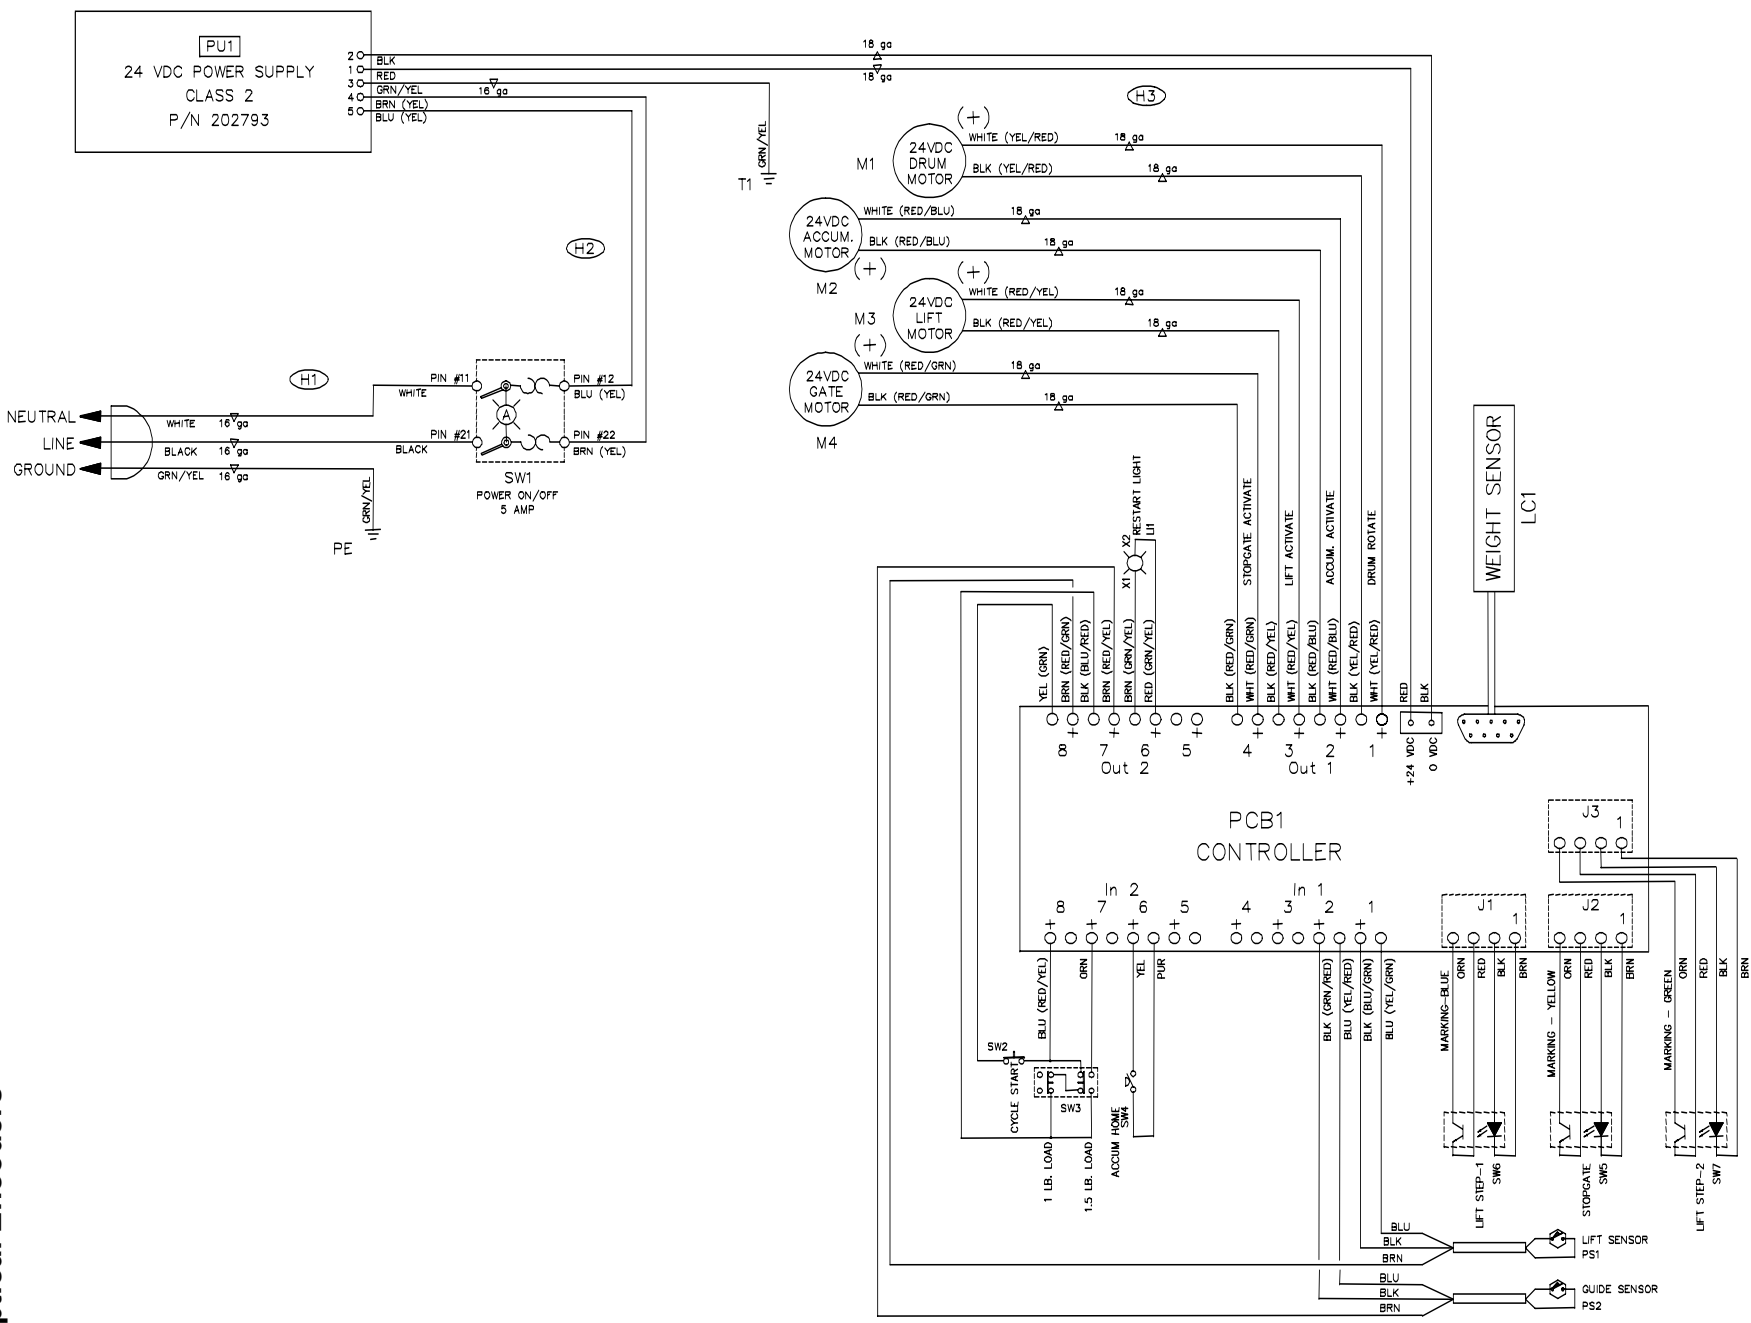 PU1
24 VDC POWER SUPPLY
CLASS 2
P/N 202793
2
BLK
1
RED
3
GRN/YEL
4
BRN (YEL)
5
BLU (YEL)
16 ga
18 ga
18 ga
GRN/YEL
T1
H3
H2
H1
M1
24VDC
DRUM
MOTOR
(+)
WHITE (YEL/RED)
18 ga
BLK (YEL/RED)
18 ga
24VDC
ACCUM.
MOTOR
(+)
M2
WHITE (RED/BLU)
18 ga
BLK (RED/BLU)
18 ga
M3
24VDC
LIFT
MOTOR
(+)
WHITE (RED/YEL)
18 ga
BLK (RED/YEL)
18 ga
24VDC
GATE
MOTOR
(+)
M4
WHITE (RED/GRN)
18 ga
BLK (RED/GRN)
18 ga
NEUTRAL
LINE
GROUND
WHITE
16 ga
BLACK
16 ga
GRN/YEL
16 ga
GRN/YEL
PE
PIN #11
WHITE
PIN #21
BLACK
A
PIN #12
BLU (YEL)
PIN #22
BRN (YEL)
SW1
POWER ON/OFF
5 AMP
WEIGHT SENSOR
LC1
X1
X2
RESTART LIGHT
LI1
STOPGATE ACTIVATE
LIFT ACTIVATE
ACCUM. ACTIVATE
DRUM ROTATE
YEL (GRN)
BRN (RED/GRN)
BLK (BLU/RED)
BRN (RED/YEL)
BRN (GRN/YEL)
RED (GRN/YEL)
BLK (RED/GRN)
WHT (RED/GRN)
BLK (RED/YEL)
WHT (RED/YEL)
BLK (RED/BLU)
WHT (RED/BLU)
BLK (YEL/RED)
WHT (YEL/RED)
RED
BLK
+ + + + + + + +
8 7 6 5 4 3 2 1
Out 2
Out 1
+24 VDC
0 VDC
PCB1
CONTROLLER
J3
1
In 2
In 1
8 7 6 5 4 3 2 1
+ + + + + + + +
J1
1
J2
1
BLU (RED/YEL)
ORN
YEL
PUR
BLK (GRN/RED)
BLU (YEL/RED)
BLK (BLU/GRN)
BLU (YEL/GRN)
MARKING-BLUE
ORN
RED
BLK
BRN
MARKING - YELLOW
ORN
RED
BLK
BRN
MARKING - GREEN
ORN
RED
BLK
BRN
SW2
CYCLE START
SW3
1 LB. LOAD
1.5 LB. LOAD
ACCUM HOME
SW4
LIFT STEP-1
SW6
STOPGATE
SW5
LIFT STEP-2
SW7
BLU
BLK
BRN
LIFT SENSOR
PS1
BLU
BLK
BRN
GUIDE SENSOR
PS2